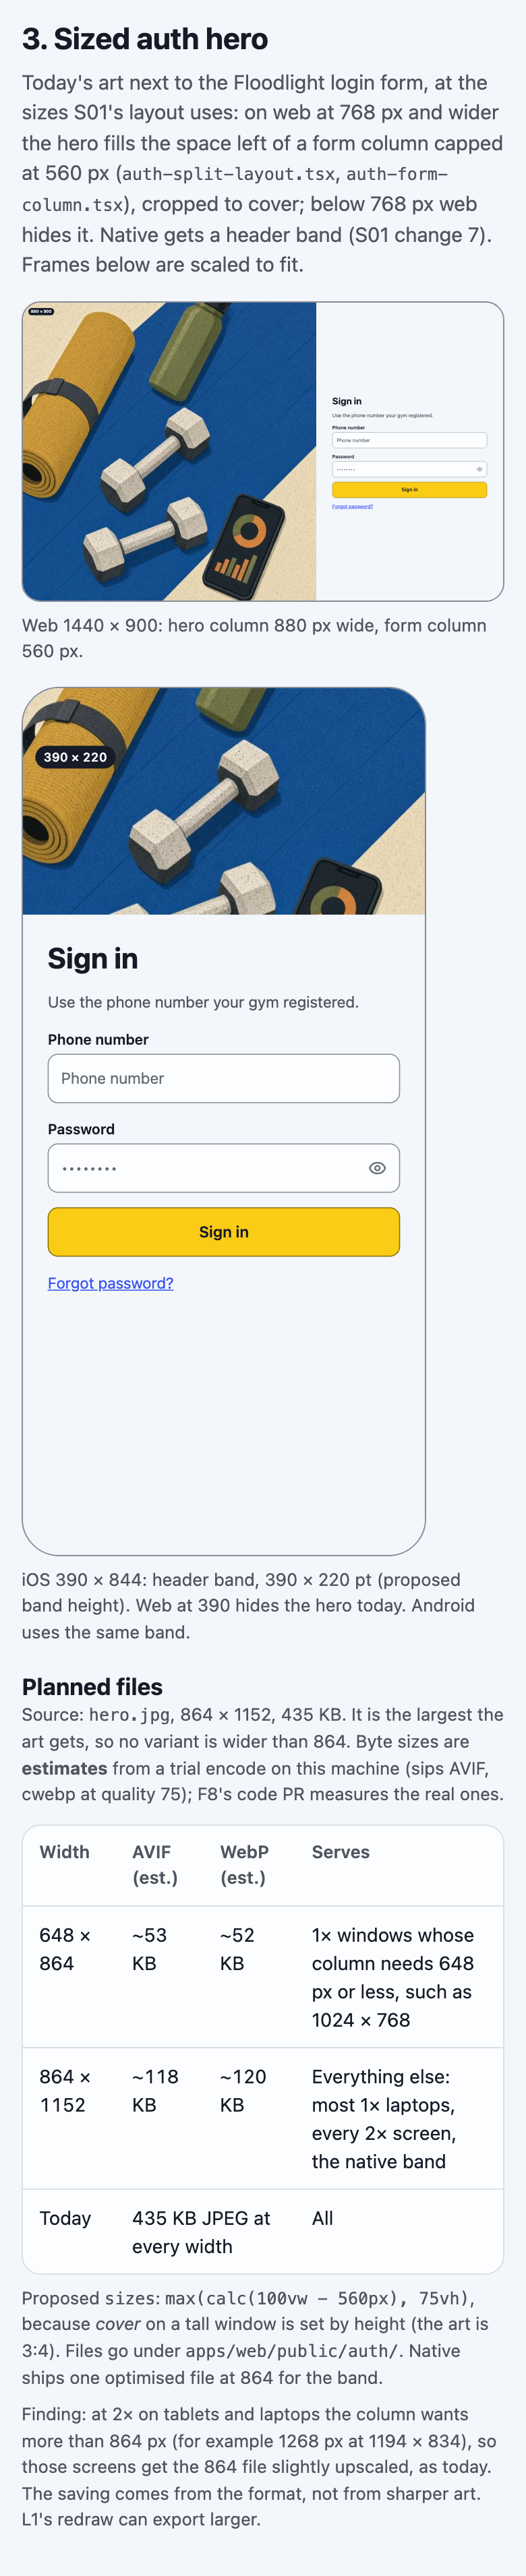 3. Sized auth hero
Today's art next to the Floodlight login form, at the
sizes S01's layout uses: on web at 768 px and wider
the hero fills the space left of a form column capped
at 560 px (auth-split-layout.tsx, auth-form-
column.tsx), cropped to cover; below 768 px web
hides it. Native gets a header band (S01 change 7).
Frames below are scaled to fit.
880 × 900
Sign in
Use the phone number your gym registered.
Phone number
Phone number
Password
••••••••
Sign in
Forgot password?
Web 1440 × 900: hero column 880 px wide, form column
560 px.
390 × 220
Sign in
Use the phone number your gym registered.
Phone number
Phone number
Password
••••••••
Sign in
Forgot password?
iOS 390 × 844: header band, 390 × 220 pt (proposed
band height). Web at 390 hides the hero today. Android
uses the same band.
Planned files
Source: hero.jpg, 864 × 1152, 435 KB. It is the largest the
art gets, so no variant is wider than 864. Byte sizes are
estimates from a trial encode on this machine (sips AVIF,
cwebp at quality 75); F8's code PR measures the real ones.
Width AVIF (est.) WebP (est.) Serves
648 × 864 ~53 KB ~52 KB 1× windows whose
column needs 648
px or less, such as
1024 × 768
864 × 1152 ~118 KB ~120 KB Everything else:
most 1× laptops,
every 2× screen,
the native band
Today 435 KB JPEG at every width All
Proposed sizes: max(calc(100vw − 560px), 75vh),
because cover on a tall window is set by height (the art is
3:4). Files go under apps/web/public/auth/. Native
ships one optimised file at 864 for the band.
Finding: at 2× on tablets and laptops the column wants
more than 864 px (for example 1268 px at 1194 × 834), so
those screens get the 864 file slightly upscaled, as today.
The saving comes from the format, not from sharper art.
L1's redraw can export larger.